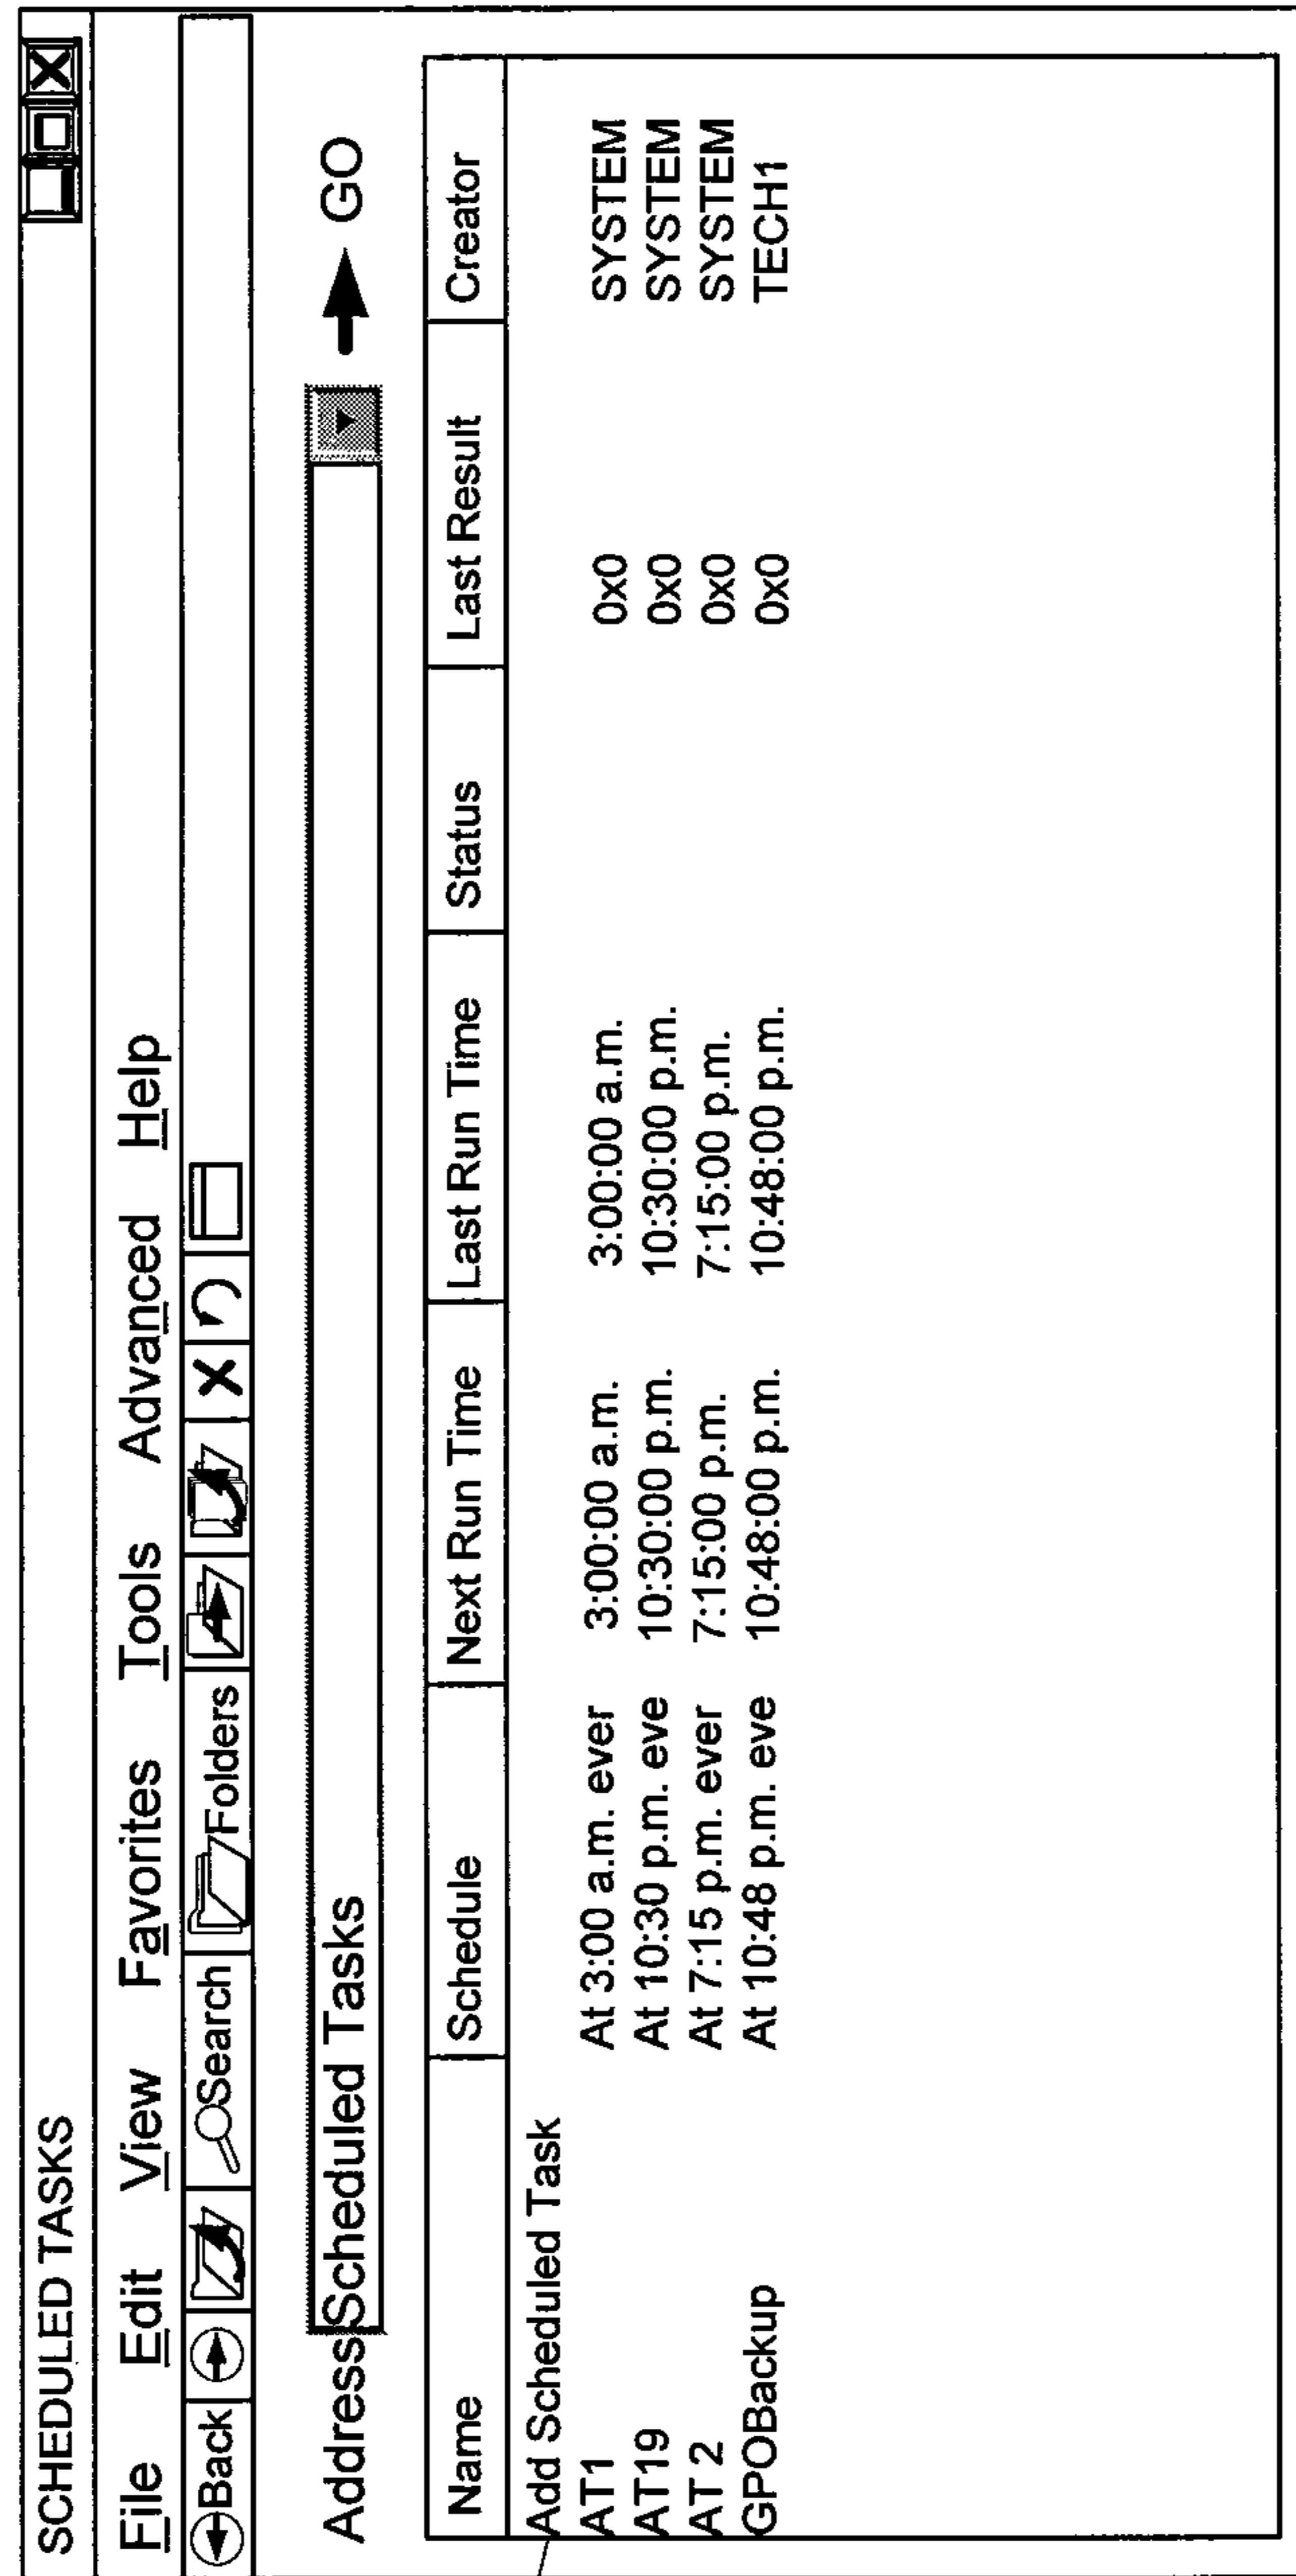 SCHEDULED TASKS
File Edit View Favorites Tools Advanced Help
Back Search Folders
Address Scheduled Tasks GO
Name Schedule Next Run Time Last Run Time Status Last Result Creator
Add Scheduled Task
AT1 At 3:00 a.m. ever 3:00:00 a.m. 3:00:00 a.m. 0x0 SYSTEM
AT19 At 10:30 p.m. eve 10:30:00 p.m. 10:30:00 p.m. 0x0 SYSTEM
AT 2 At 7:15 p.m. ever 7:15:00 p.m. 7:15:00 p.m. 0x0 SYSTEM
GPOBackup At 10:48 p.m. eve 10:48:00 p.m. 10:48:00 p.m. 0x0 TECH1